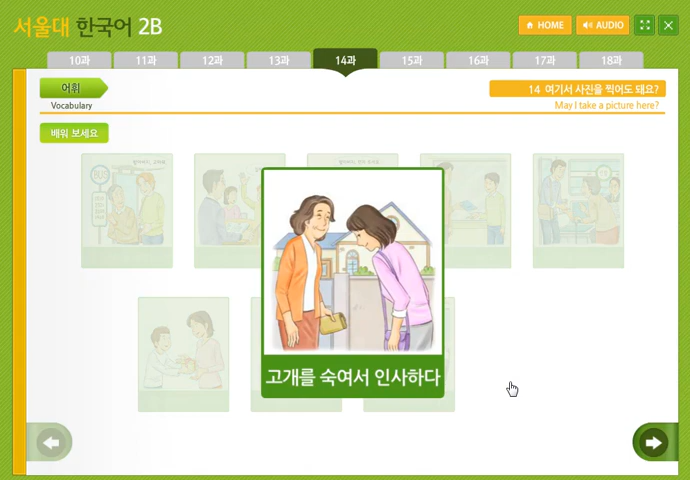 서울대 한국어 2B
HOME
AUDIO
10과
11과
12과
13과
14과
15과
16과
17과
18과
어휘
Vocabulary
14 여기서 사진을 찍어도 돼요?
May I take a picture here?
배워 보세요
BUS
고개를 숙여서 인사하다